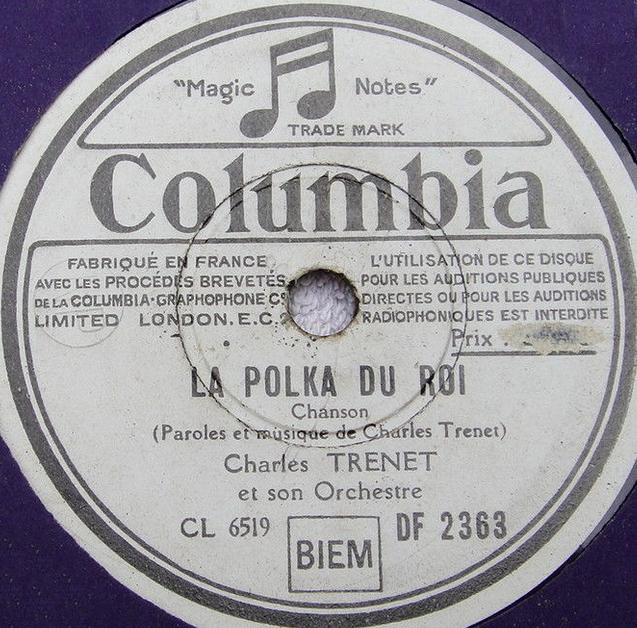 "Magic Notes"
TRADE MARK
Columbia
FABRIQUÉ EN FRANCE
AVEC LES PROCÉDÉS BREVETÉS
DE LA COLUMBIA·GRAPHOPHONE Cº
LIMITED LONDON.E.C.
L'UTILISATION DE CE DISQUE
POUR LES AUDITIONS PUBLIQUES
DIRECTES OU POUR LES AUDITIONS
RADIOPHONIQUES EST INTERDITE
Prix
LA POLKA DU ROI
Chanson
(Paroles et musique de Charles Trenet)
Charles TRENET
et son Orchestre
CL 6519 BIEM DF 2363